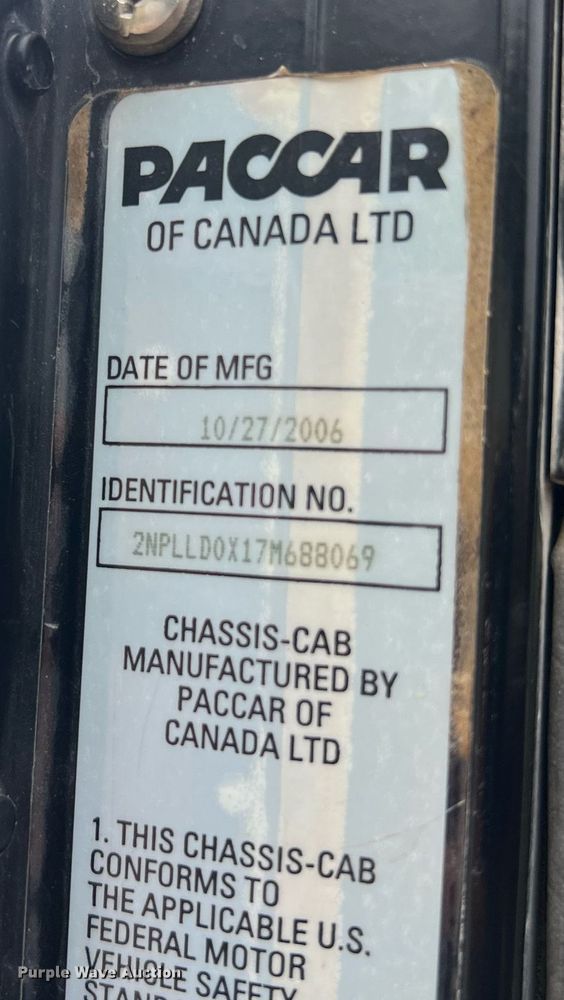 PACCAR
OF CANADA LTD
DATE OF MFG
10/27/2006
IDENTIFICATION NO.
2NPLLD0X17M688069
CHASSIS-CAB
MANUFACTURED BY
PACCAR OF
CANADA LTD
1. THIS CHASSIS-CAB
CONFORMS TO
THE APPLICABLE U.S.
FEDERAL MOTOR
VEHICLE SAFETY
Purple Wave Auction